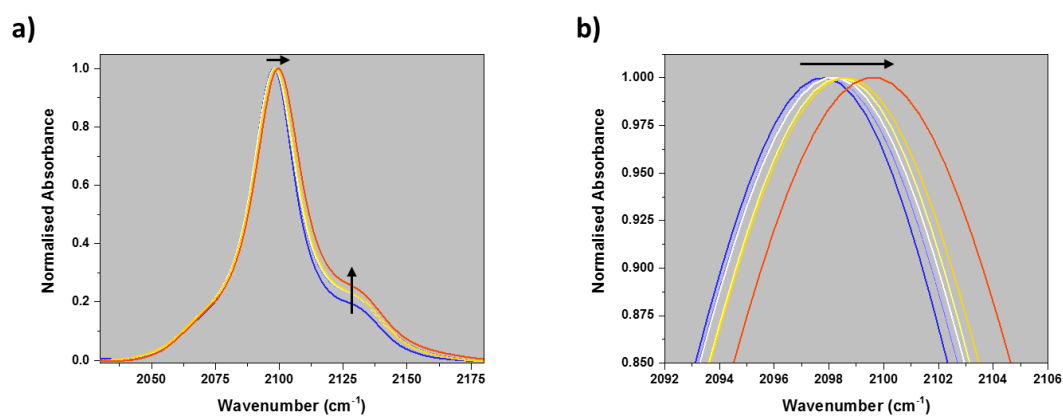 a)
1.0
0.8
0.6
0.4
0.2
0.0
Normalised Absorbance
2050 2075 2100 2125 2150 2175
Wavenumber (cm⁻¹)
b)
1.000
0.975
0.950
0.925
0.900
0.875
0.850
Normalised Absorbance
2092 2094 2096 2098 2100 2102 2104 2106
Wavenumber (cm⁻¹)